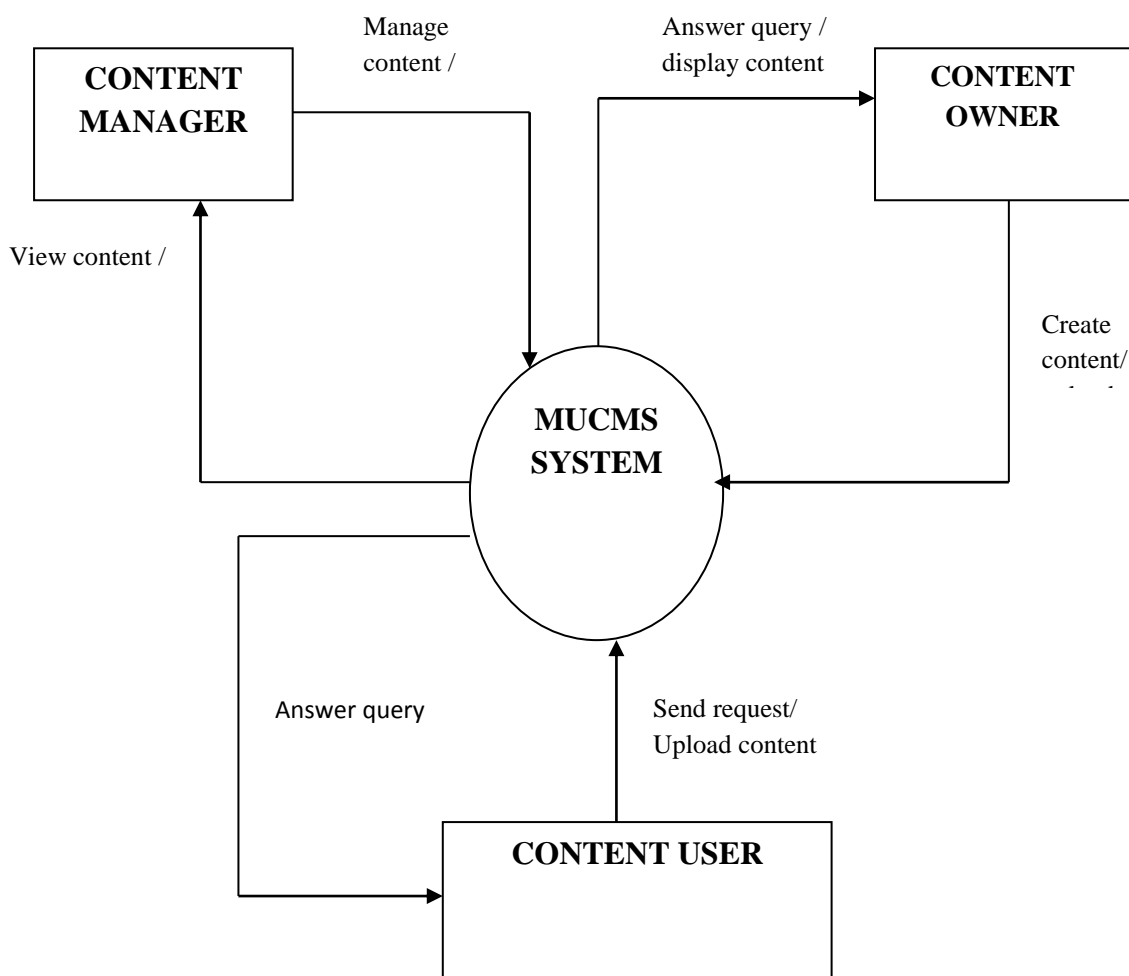 Manage
content /
Answer query /
display content
CONTENT
MANAGER
CONTENT
OWNER
View content /
Create
content/
MUCMS
SYSTEM
Answer query
Send request/
Upload content
CONTENT USER